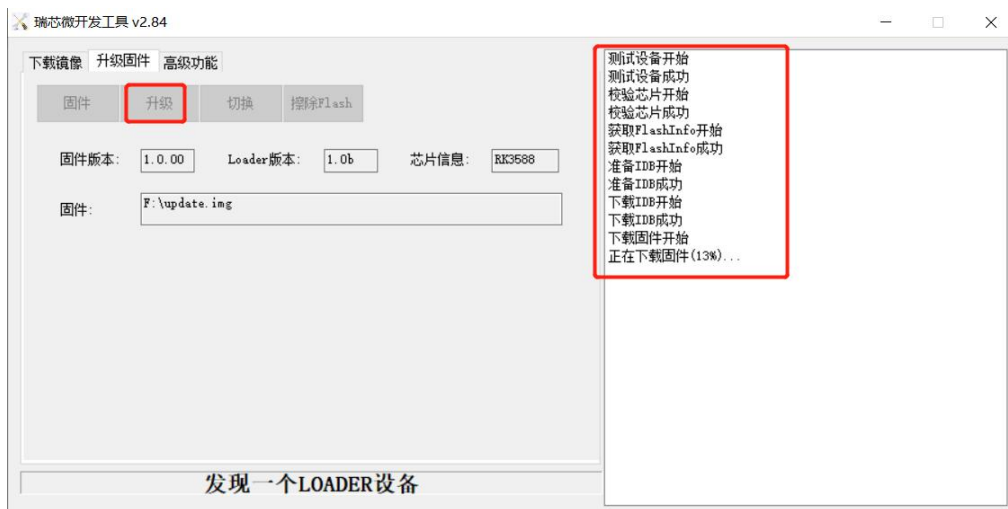 瑞芯微开发工具 v2.84
下载镜像 升级固件 高级功能
固件 升级 切换 擦除Flash
固件版本: 1.0.00 Loader版本: 1.0b 芯片信息: RK3588
固件: F:\update.img
发现一个LOADER设备
测试设备开始
测试设备成功
校验芯片开始
校验芯片成功
获取FlashInfo开始
获取FlashInfo成功
准备IDB开始
准备IDB成功
下载IDB开始
下载IDB成功
下载固件开始
正在下载固件(13%)...